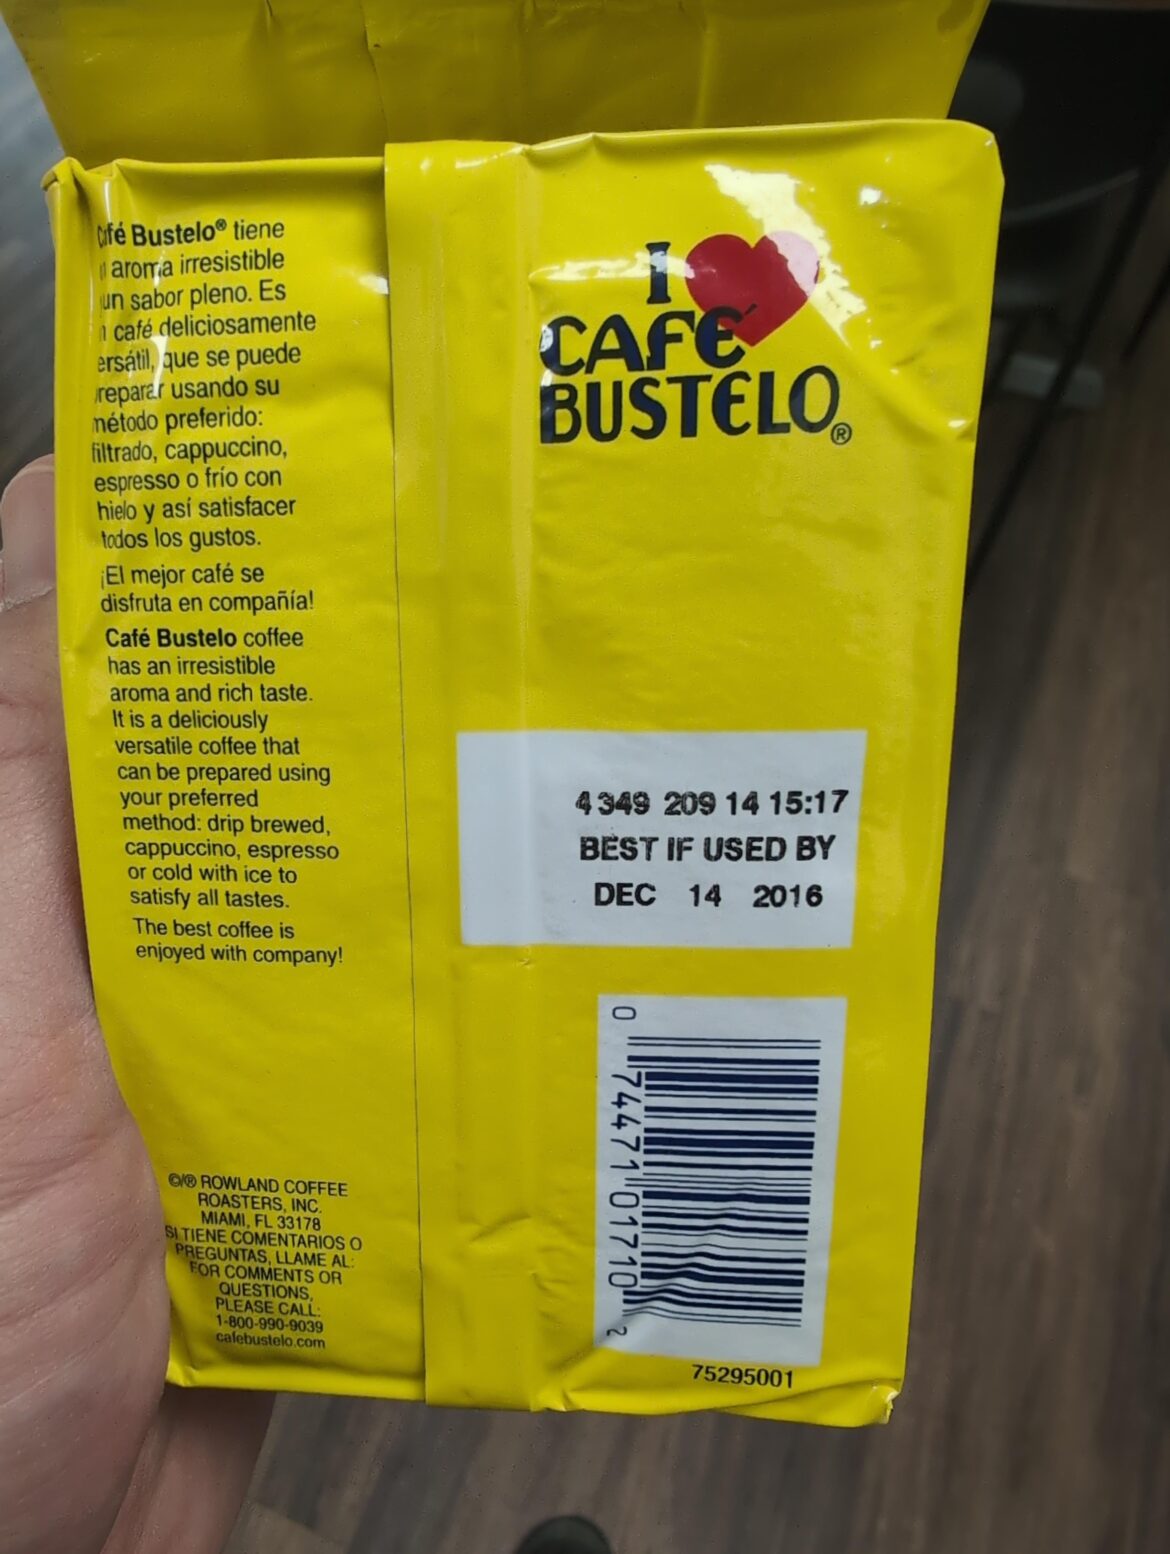 Café Bustelo® tiene
aroma irresistible
un sabor pleno. Es
café deliciosamente
ersátil, que se puede
reparar usando su
método preferido:
filtrado, cappuccino,
espresso o frío con
hielo y así satisfacer
todos los gustos.
¡El mejor café se
disfruta en compañía!
Café Bustelo coffee
has an irresistible
aroma and rich taste.
It is a deliciously
versatile coffee that
can be prepared using
your preferred
method: drip brewed,
cappuccino, espresso
or cold with ice to
satisfy all tastes.
The best coffee is
enjoyed with company!
©/® ROWLAND COFFEE
ROASTERS, INC.
MIAMI, FL 33178
SI TIENE COMENTARIOS O
PREGUNTAS, LLAME AL:
FOR COMMENTS OR
QUESTIONS,
PLEASE CALL:
1-800-990-9039
cafebustelo.com
I
CAFÉ
BUSTELO®
4349 209 14 15:17
BEST IF USED BY
DEC 14 2016
0 74471 01710 2
75295001